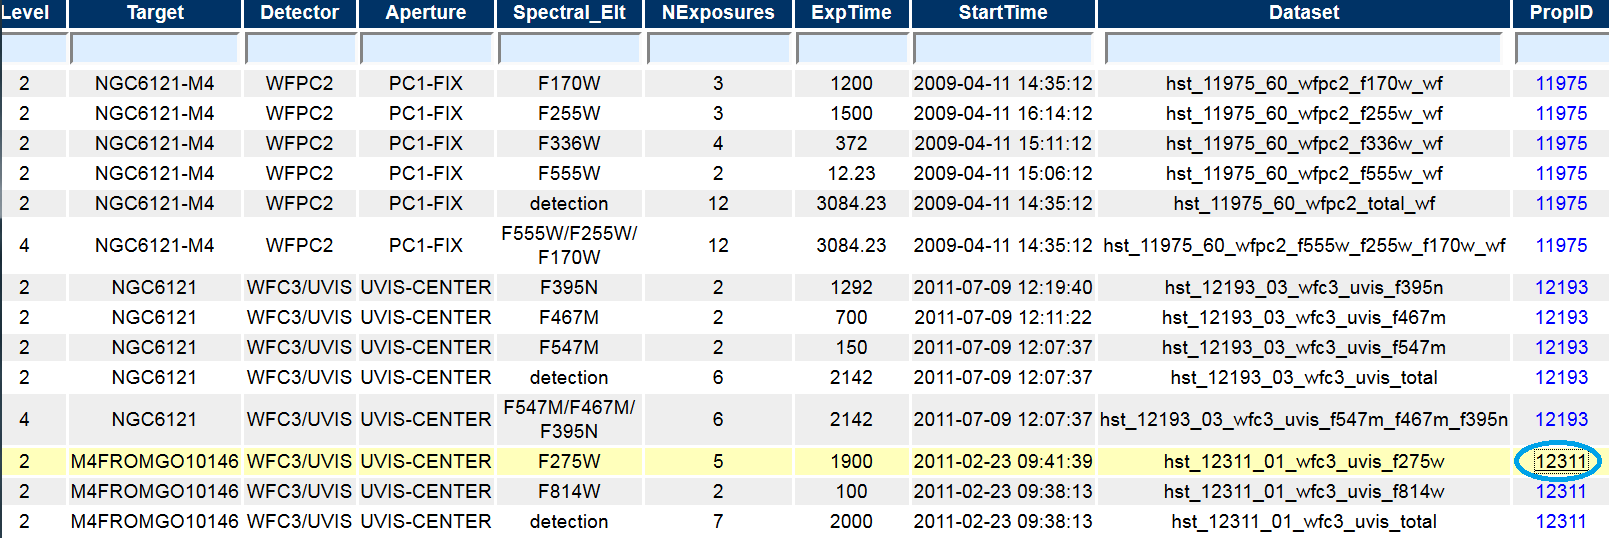 Level Target Detector Aperture Spectral_Elt NExposures ExpTime StartTime Dataset PropID
2 NGC6121-M4 WFPC2 PC1-FIX F170W 3 1200 2009-04-11 14:35:12 hst_11975_60_wfpc2_f170w_wf 11975
2 NGC6121-M4 WFPC2 PC1-FIX F255W 3 1500 2009-04-11 16:14:12 hst_11975_60_wfpc2_f255w_wf 11975
2 NGC6121-M4 WFPC2 PC1-FIX F336W 4 372 2009-04-11 15:11:12 hst_11975_60_wfpc2_f336w_wf 11975
2 NGC6121-M4 WFPC2 PC1-FIX F555W 2 12.23 2009-04-11 15:06:12 hst_11975_60_wfpc2_f555w_wf 11975
2 NGC6121-M4 WFPC2 PC1-FIX detection 12 3084.23 2009-04-11 14:35:12 hst_11975_60_wfpc2_total_wf 11975
4 NGC6121-M4 WFPC2 PC1-FIX F555W/F255W/
F170W 12 3084.23 2009-04-11 14:35:12 hst_11975_60_wfpc2_f555w_f255w_f170w_wf 11975
2 NGC6121 WFC3/UVIS UVIS-CENTER F395N 2 1292 2011-07-09 12:19:40 hst_12193_03_wfc3_uvis_f395n 12193
2 NGC6121 WFC3/UVIS UVIS-CENTER F467M 2 700 2011-07-09 12:11:22 hst_12193_03_wfc3_uvis_f467m 12193
2 NGC6121 WFC3/UVIS UVIS-CENTER F547M 2 150 2011-07-09 12:07:37 hst_12193_03_wfc3_uvis_f547m 12193
2 NGC6121 WFC3/UVIS UVIS-CENTER detection 6 2142 2011-07-09 12:07:37 hst_12193_03_wfc3_uvis_total 12193
4 NGC6121 WFC3/UVIS UVIS-CENTER F547M/F467M/
F395N 6 2142 2011-07-09 12:07:37 hst_12193_03_wfc3_uvis_f547m_f467m_f395n 12193
2 M4FROMGO10146 WFC3/UVIS UVIS-CENTER F275W 5 1900 2011-02-23 09:41:39 hst_12311_01_wfc3_uvis_f275w 12311
2 M4FROMGO10146 WFC3/UVIS UVIS-CENTER F814W 2 100 2011-02-23 09:38:13 hst_12311_01_wfc3_uvis_f814w 12311
2 M4FROMGO10146 WFC3/UVIS UVIS-CENTER detection 7 2000 2011-02-23 09:38:13 hst_12311_01_wfc3_uvis_total 12311